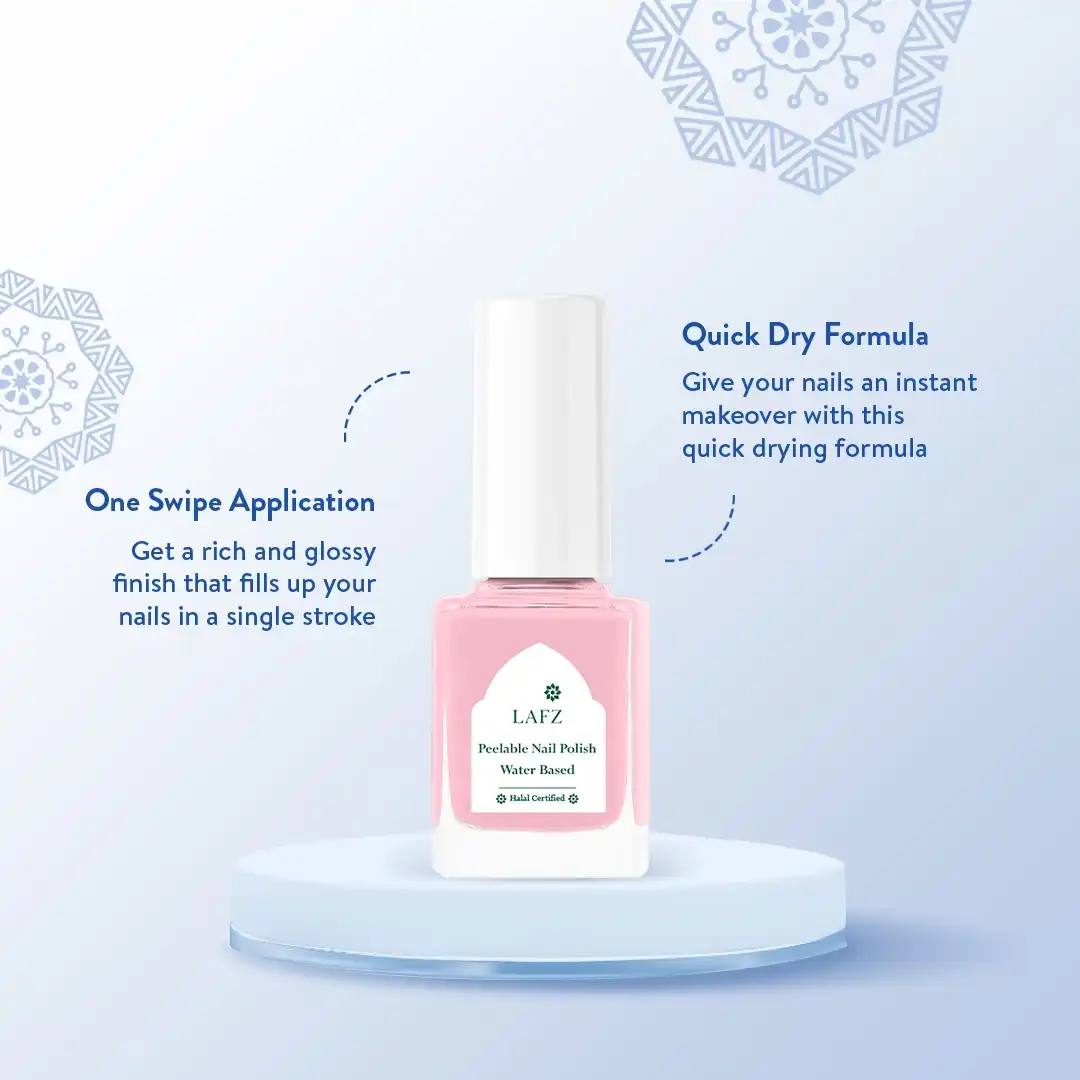 Quick Dry Formula
Give your nails an instant
makeover with this
quick drying formula
One Swipe Application
Get a rich and glossy
finish that fills up your
nails in a single stroke
LAFZ
Peelable Nail Polish
Water Based
Halal Certified